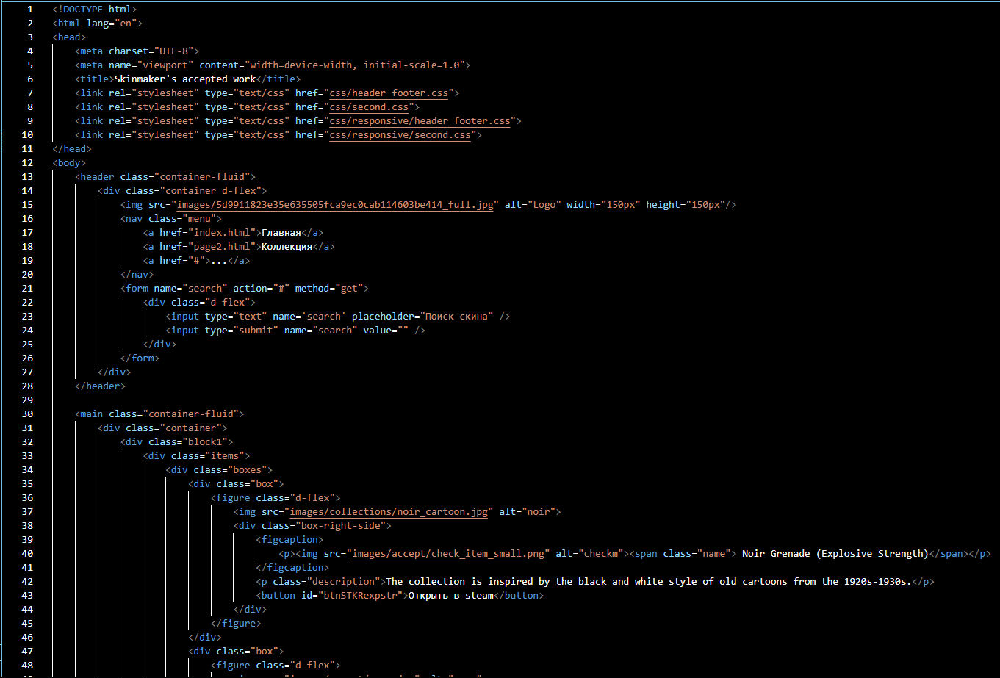 1 <!DOCTYPE html>
2 <html lang="en">
3 <head>
4 <meta charset="UTF-8">
5 <meta name="viewport" content="width=device-width, initial-scale=1.0">
6 <title>Skinmaker's accepted work</title>
7 <link rel="stylesheet" type="text/css" href="css/header_footer.css">
8 <link rel="stylesheet" type="text/css" href="css/second.css">
9 <link rel="stylesheet" type="text/css" href="css/responsive/header_footer.css">
10 <link rel="stylesheet" type="text/css" href="css/responsive/second.css">
11 </head>
12 <body>
13 <header class="container-fluid">
14 <div class="container d-flex">
15 <img src="images/5d9911823e35e635505fca9ec0cab114603be414_full.jpg" alt="Logo" width="150px" height="150px"/>
16 <nav class="menu">
17 <a href="index.html">Главная</a>
18 <a href="page2.html">Коллекция</a>
19 <a href="#">...</a>
20 </nav>
21 <form name="search" action="#" method="get">
22 <div class="d-flex">
23 <input type="text" name='search' placeholder="Поиск скина" />
24 <input type="submit" name="search" value="" />
25 </div>
26 </form>
27 </div>
28 </header>
29
30 <main class="container-fluid">
31 <div class="container">
32 <div class="block1">
33 <div class="items">
34 <div class="boxes">
35 <div class="box">
36 <figure class="d-flex">
37 <img src="images/collections/noir_cartoon.jpg" alt="noir">
38 <div class="box-right-side">
39 <figcaption>
40 <p><img src="images/accept/check_item_small.png" alt="checkm"><span class="name"> Noir Grenade (Explosive Strength)</span></p>
41 </figcaption>
42 <p class="description">The collection is inspired by the black and white style of old cartoons from the 1920s-1930s.</p>
43 <button id="btnSTKRexpstr">Открыть в steam</button>
44 </div>
45 </figure>
46 </div>
47 <div class="box">
48 <figure class="d-flex">